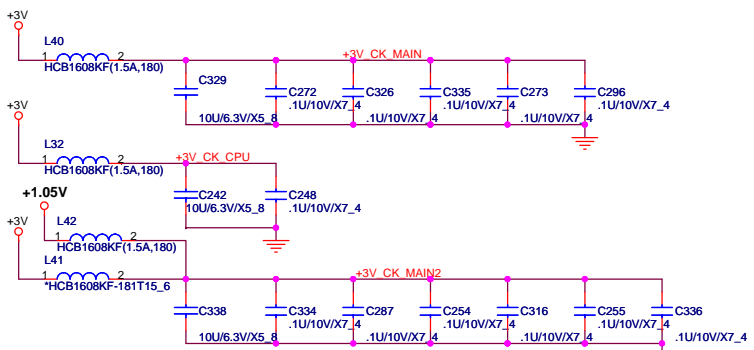 +3V
L40
1 2
HCB1608KF(1.5A,180)
+3V_CK_MAIN
C329
10U/6.3V/X5_8
C272
.1U/10V/X7_4
C326
.1U/10V/X7_4
C335
.1U/10V/X7_4
C273
.1U/10V/X7_4
C296
.1U/10V/X7_4
+3V
L32
1 2
HCB1608KF(1.5A,180)
+3V_CK_CPU
C242
10U/6.3V/X5_8
C248
.1U/10V/X7_4
+1.05V
+3V
L42
1 2
HCB1608KF(1.5A,180)
L41
1 2
*HCB1608KF-181T15_6
+3V_CK_MAIN2
C338
10U/6.3V/X5_8
C334
.1U/10V/X7_4
C287
.1U/10V/X7_4
C254
.1U/10V/X7_4
C316
.1U/10V/X7_4
C255
.1U/10V/X7_4
C336
.1U/10V/X7_4